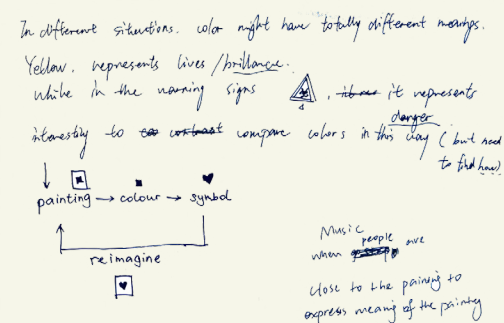 In different situations, color might have totally different meanings.
Yellow, represents lives / brillance.
while in the warning signs , it represents
danger
interestily to compare colors in this way ( but need
to find how )
painting → colour → symbol
reimagine
Music
when people are
close to the painting to
express meaning of the painting